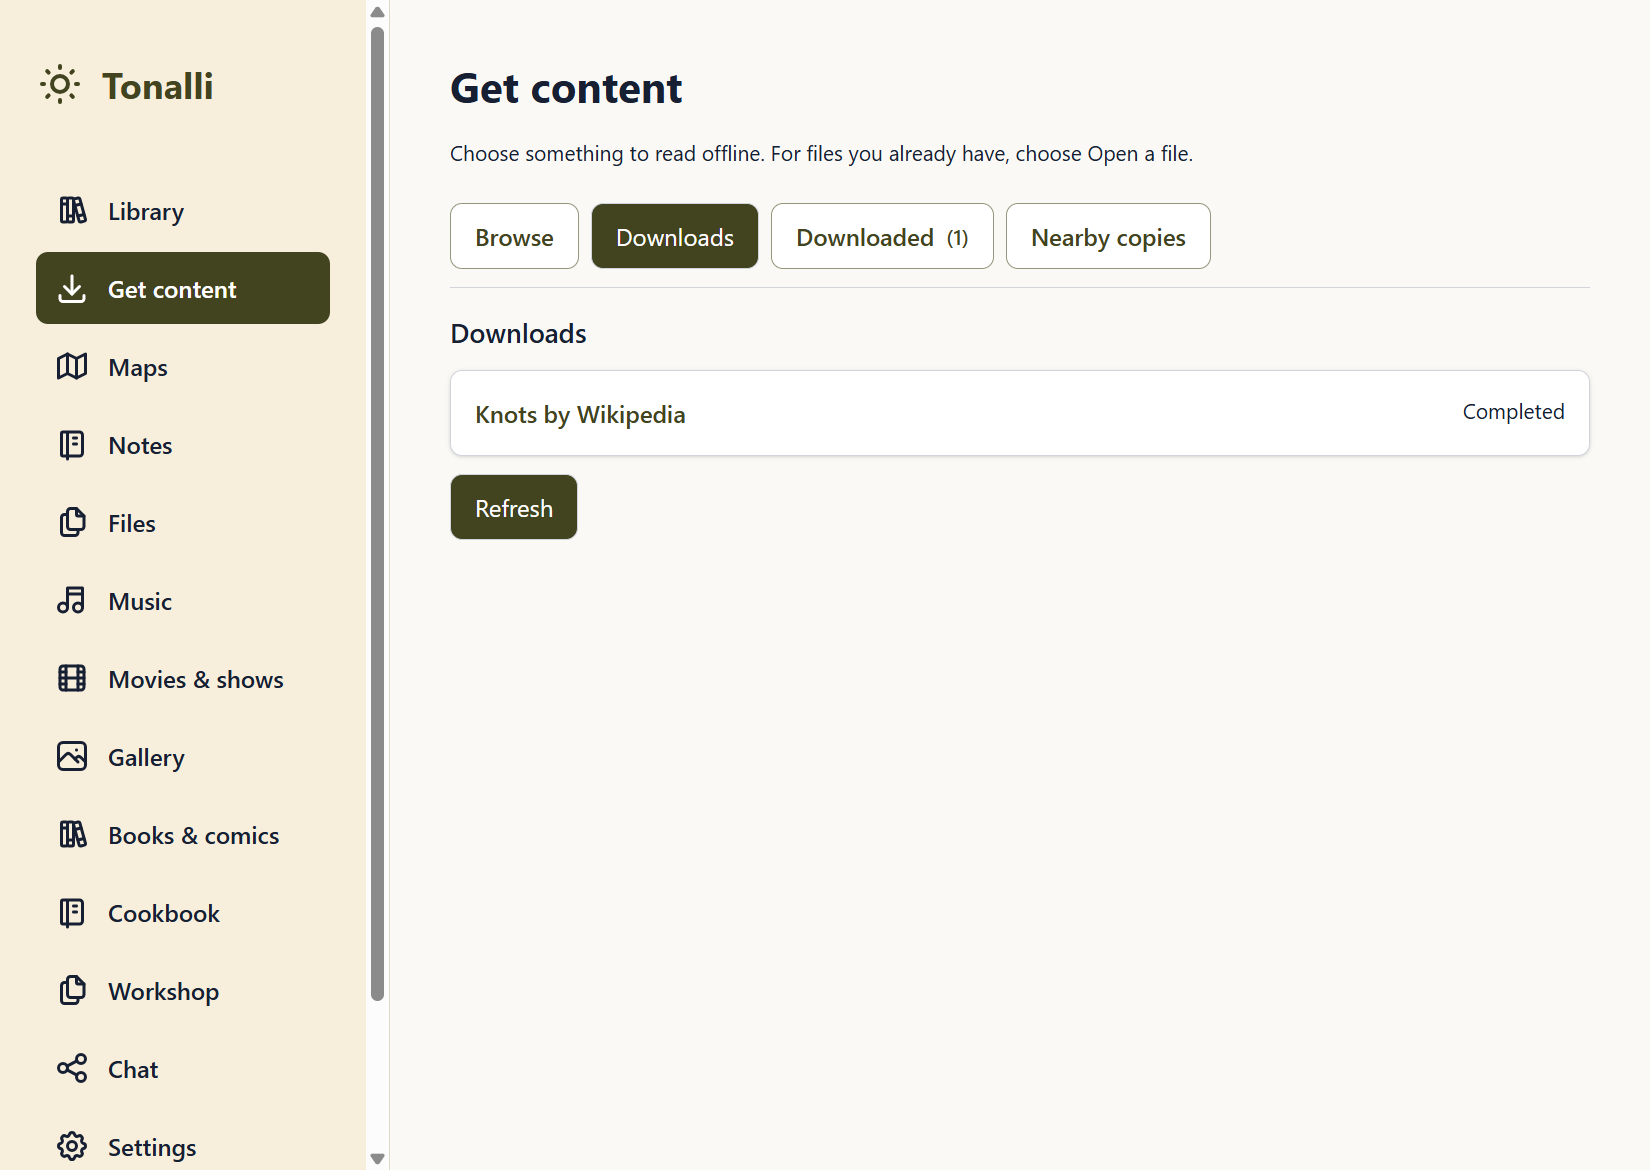 Tonalli
Library
Get content
Maps
Notes
Files
Music
Movies & shows
Gallery
Books & comics
Cookbook
Workshop
Chat
Settings
Get content
Choose something to read offline. For files you already have, choose Open a file.
Browse
Downloads
Downloaded (1)
Nearby copies
Downloads
Knots by Wikipedia
Completed
Refresh